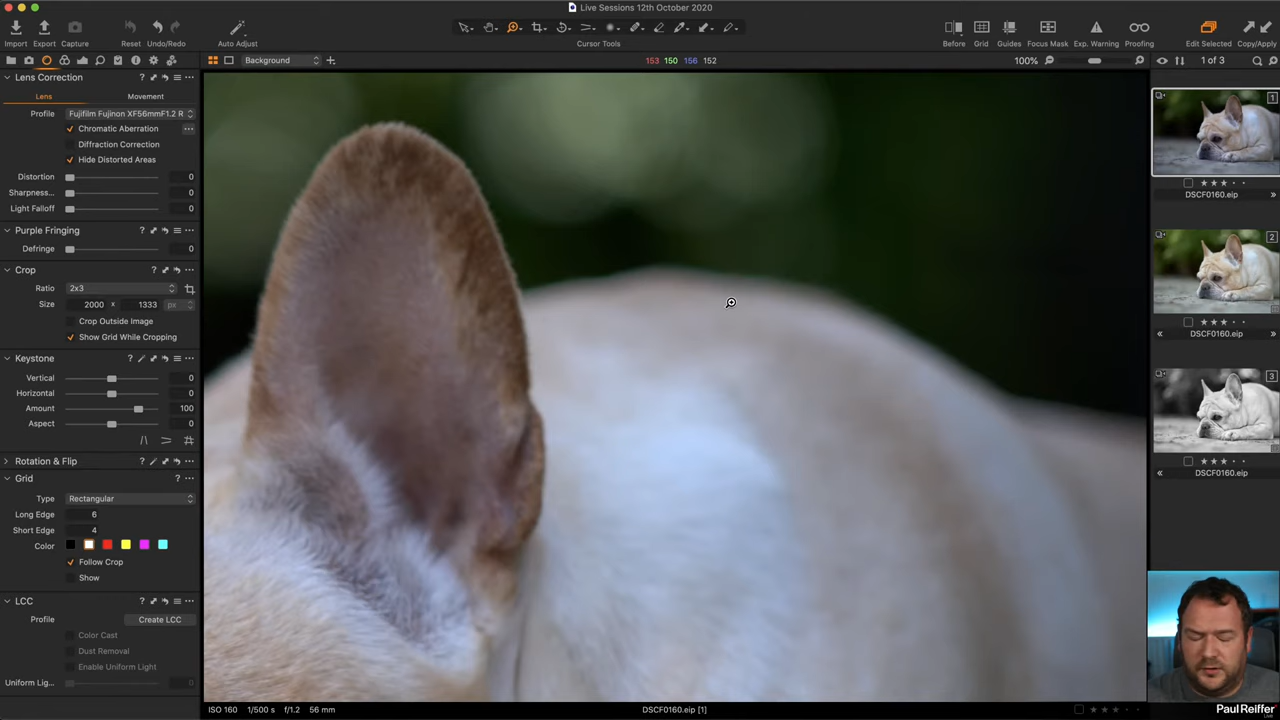 Live Sessions 12th October 2020
Import Export Capture Reset Undo/Redo Auto Adjust Cursor Tools Before Grid Guides Focus Mask Exp. Warning Proofing Edit Selected Copy/Apply
Background 153 150 156 152 100% 1 of 3
Lens Correction
Lens Movement
Profile Fujifilm Fujinon XF56mmF1.2 R
Chromatic Aberration
Diffraction Correction
Hide Distorted Areas
Distortion 0
Sharpness... 0
Light Falloff 0
Purple Fringing
Defringe 0
Crop
Ratio 2x3
Size 2000 x 1333 px
Crop Outside Image
Show Grid While Cropping
Keystone
Vertical 0
Horizontal 0
Amount 100
Aspect 0
Rotation & Flip
Grid
Type Rectangular
Long Edge 6
Short Edge 4
Color
Follow Crop
Show
LCC
Profile Create LCC
Color Cast
Dust Removal
Enable Uniform Light
Uniform Lig... 0
ISO 160 1/500 s f/1.2 56 mm
DSCF0160.eip [1]
1
DSCF0160.eip
2
DSCF0160.eip
3
DSCF0160.eip
Paul Reiffer
Live